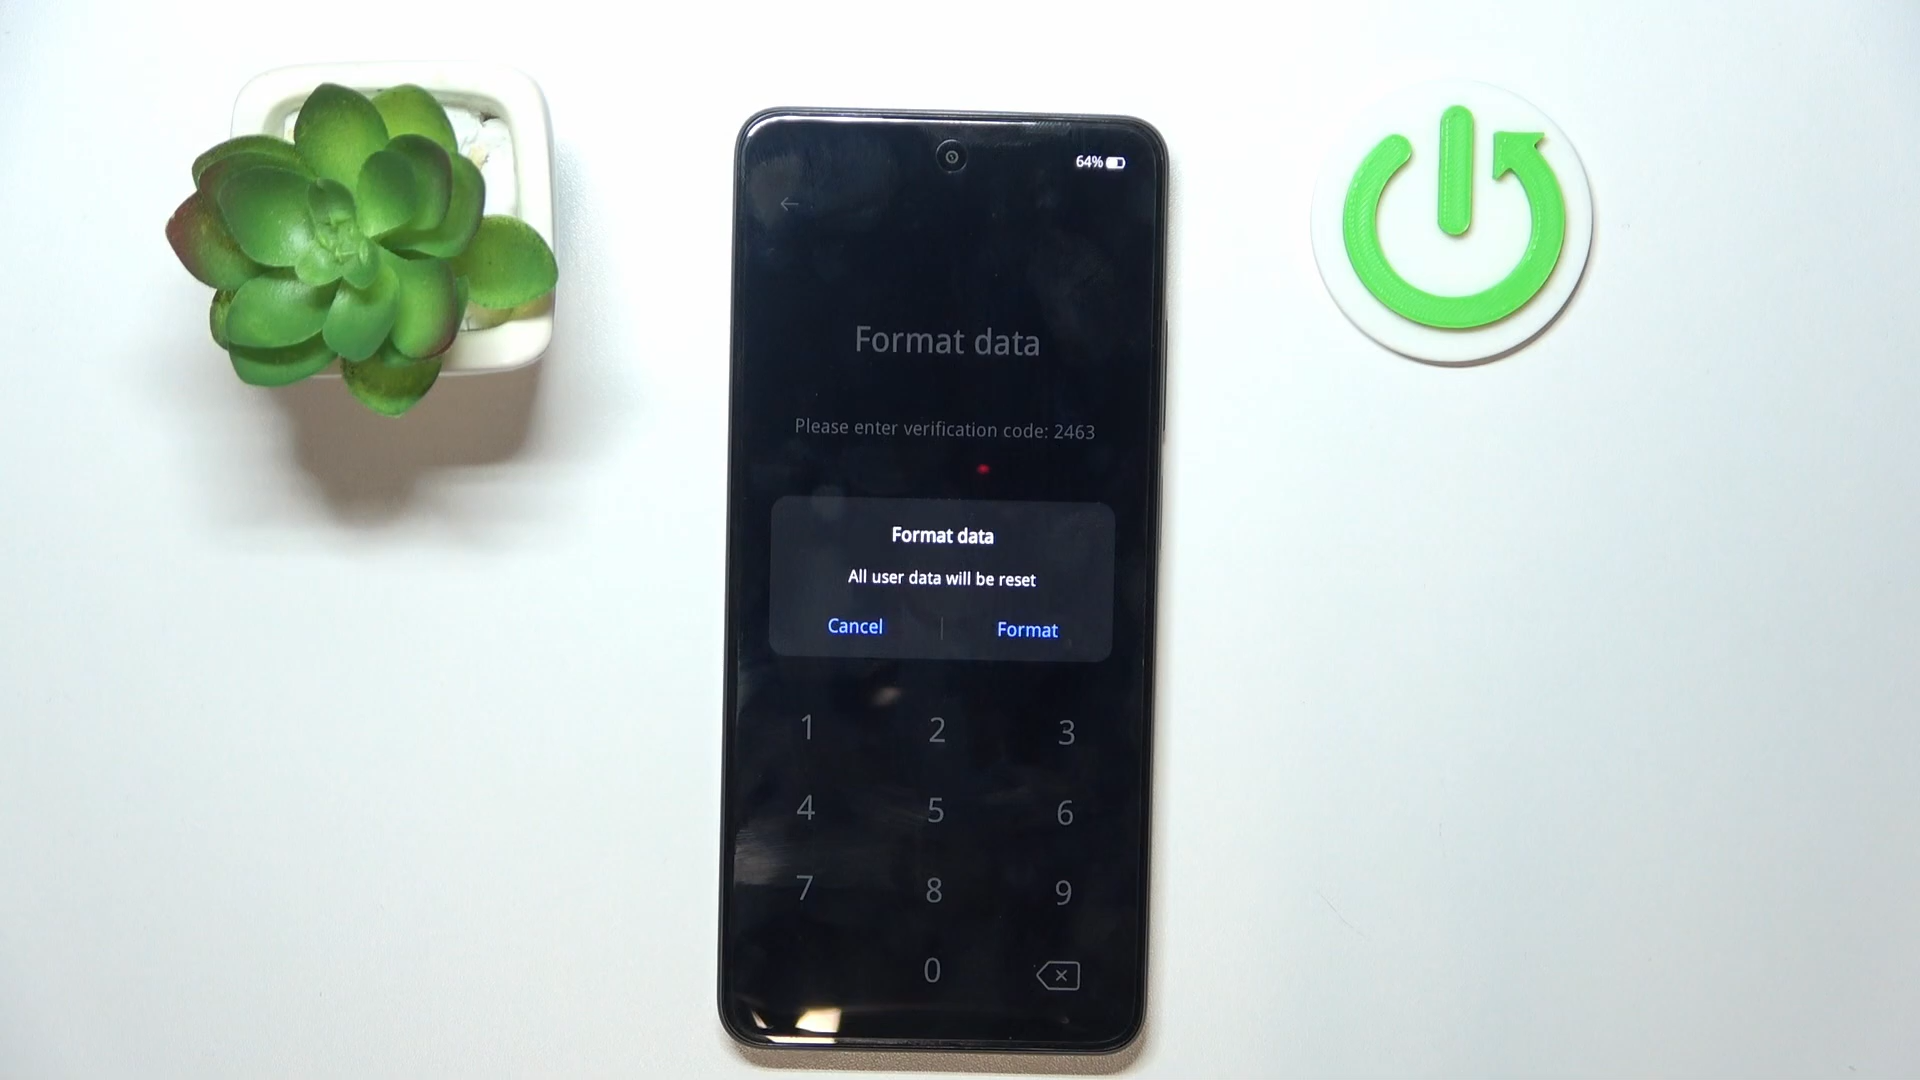 64%
Format data
Please enter verification code: 2463
Format data
All user data will be reset
Cancel
Format
1 2 3
4 5 6
7 8 9
0